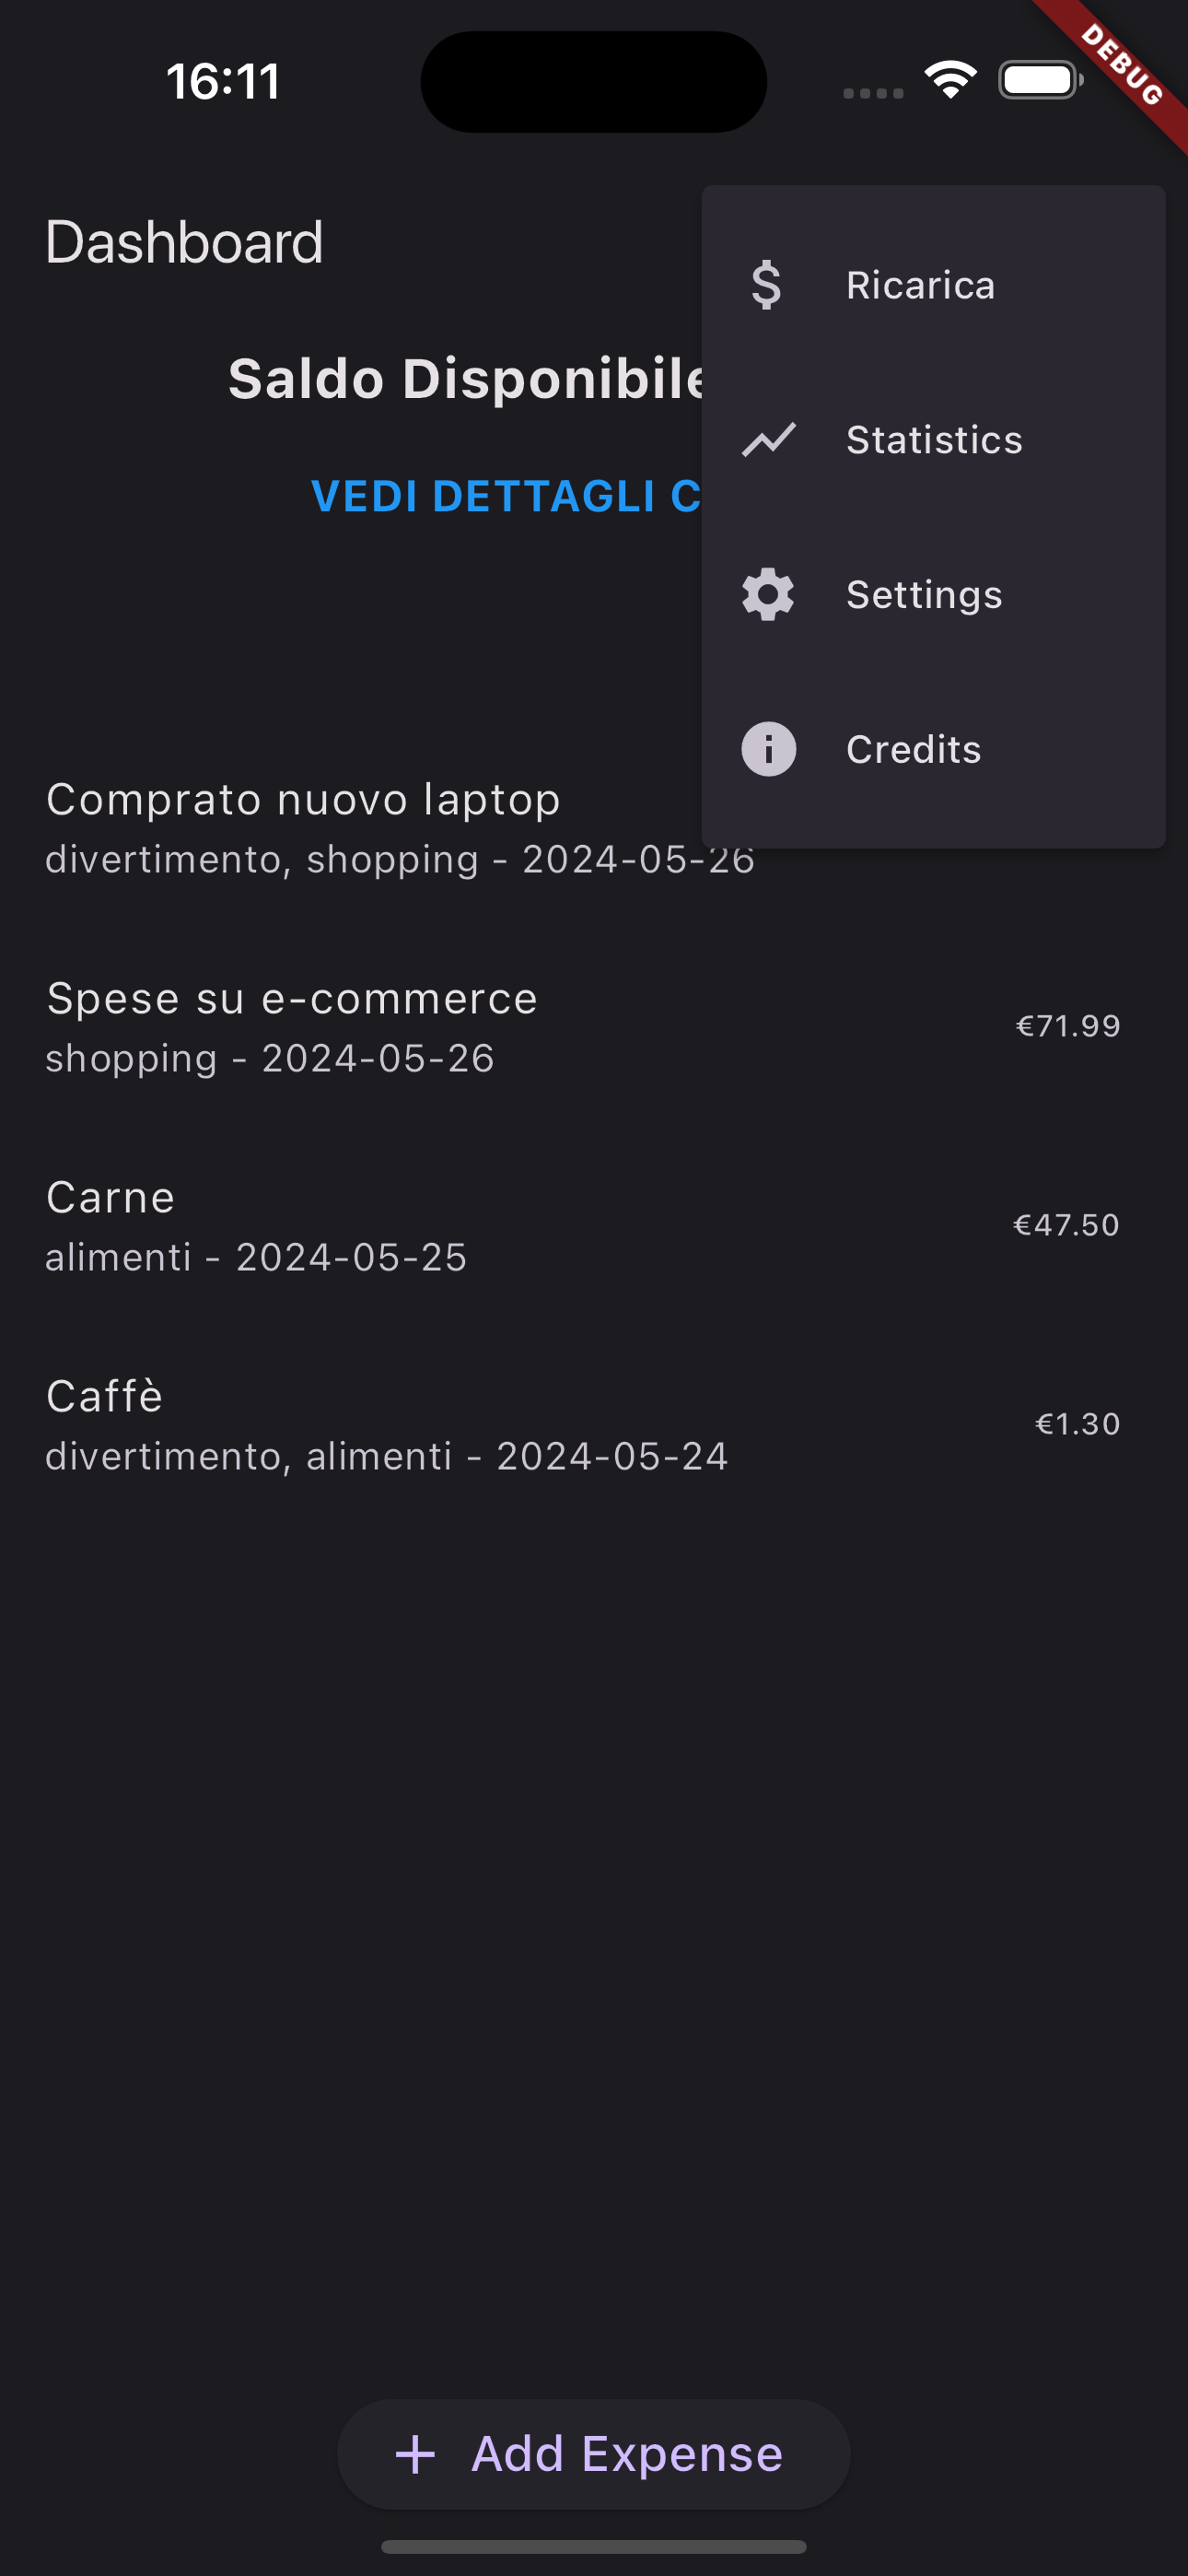 16:11
DEBUG
Dashboard
Ricarica
Saldo Disponibile
Statistics
VEDI DETTAGLI C
Settings
Credits
Comprato nuovo laptop
divertimento, shopping - 2024-05-26
Spese su e-commerce
shopping - 2024-05-26
€71.99
Carne
alimenti - 2024-05-25
€47.50
Caffè
divertimento, alimenti - 2024-05-24
€1.30
+ Add Expense